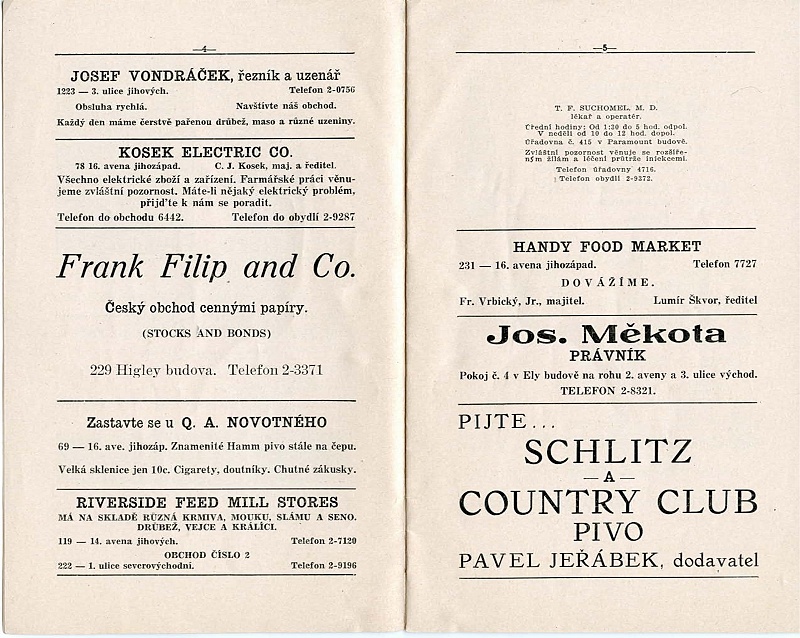 —4—
JOSEF VONDRÁČEK, řezník a uzenář
1223 — 3. ulice jihových. Telefon 2-0756
Obsluha rychlá. Navštivte náš obchod.
Každý den máme čerstvě pařenou drůbež, maso a různé uzeniny.
KOSEK ELECTRIC CO.
78 16. avena jihozápad. C. J. Kosek, maj. a ředitel.
Všechno elektrické zboží a zařízení. Farmářské práci věnu-
jeme zvláštní pozornost. Máte-li nějaký elektrický problém,
přijďte k nám se poradit.
Telefon do obchodu 6442. Telefon do obydlí 2-9287
Frank Filip and Co.
Český obchod cennými papíry.
(STOCKS AND BONDS)
229 Higley budova. Telefon 2-3371
Zastavte se u Q. A. NOVOTNÉHO
69 — 16. ave. jihozáp. Znamenité Hamm pivo stále na čepu.
Velká sklenice jen 10c. Cigarety, doutníky. Chutné zákusky.
RIVERSIDE FEED MILL STORES
MÁ NA SKLADĚ RŮZNÁ KRMIVA, MOUKU, SLÁMU A SENO.
DRŮBEŽ, VEJCE A KRÁLÍCI.
119 — 14. avena jihových. Telefon 2-7120
OBCHOD ČÍSLO 2
222 — 1. ulice severovýchodní. Telefon 2-9196
—5—
T. F. SUCHOMEL, M. D.
lékař a operatér.
Úřední hodiny: Od 1:30 do 5 hod. odpol.
V neděli od 10 do 12 hod. dopol.
Úřadovna č. 415 v Paramount budově.
Zvláštní pozornost věnuje se rozšíře-
ným žilám a léčení průtrže iniekcemi.
Telefon úřadovny 4716.
Telefon obydlí 2-9372.
HANDY FOOD MARKET
231 — 16. avena jihozápad. Telefon 7727
DOVÁŽÍME.
Fr. Vrbický, Jr., majitel. Lumír Škvor, ředitel
Jos. Měkota
PRÁVNÍK
Pokoj č. 4 v Ely budově na rohu 2. aveny a 3. ulice východ.
TELEFON 2-8321.
PIJTE...
SCHLITZ
— A —
COUNTRY CLUB
PIVO
PAVEL JEŘÁBEK, dodavatel